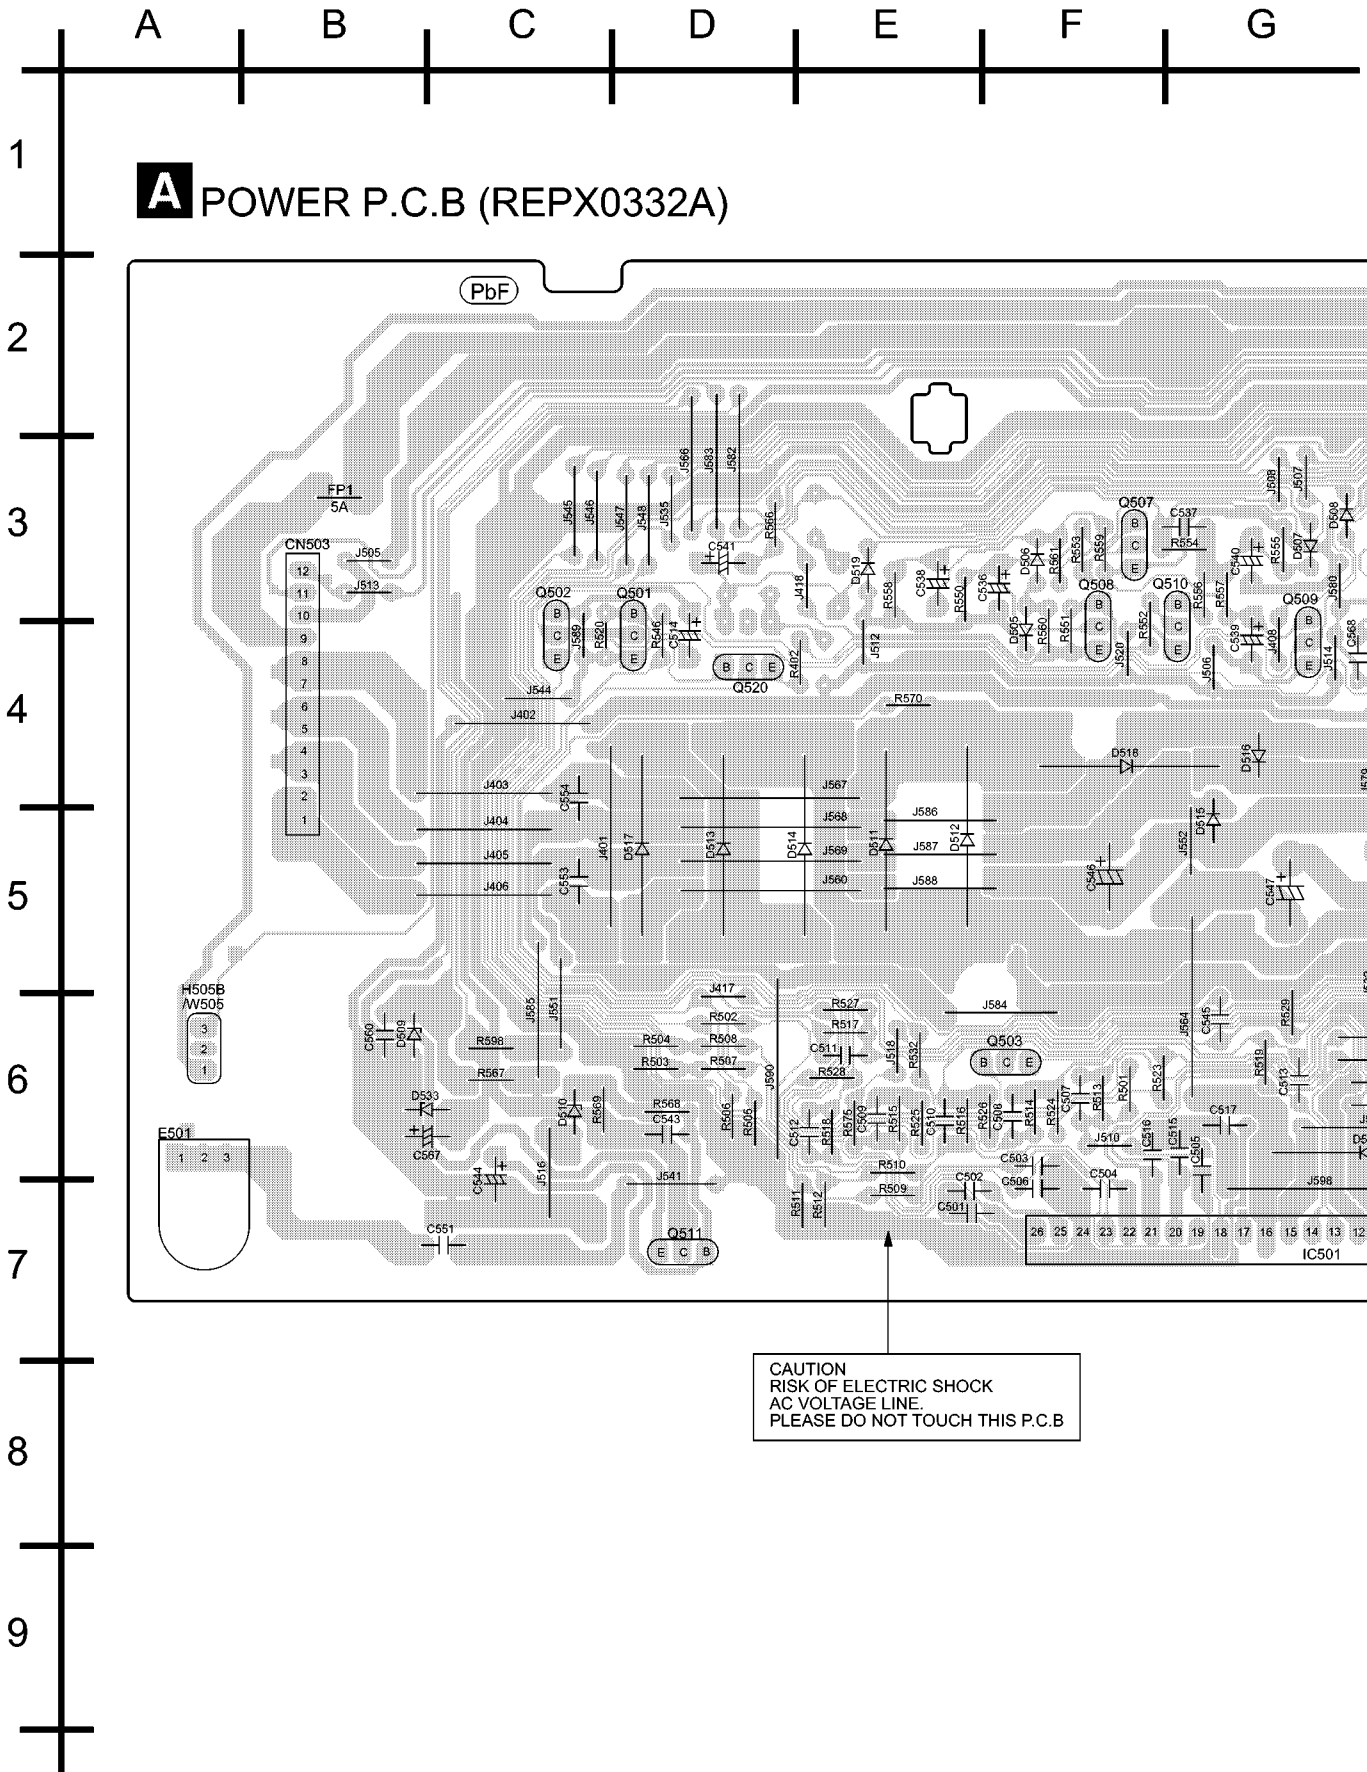 A B C D E F G
1
A POWER P.C.B (REPX0332A)
PbF
2
J566 J583 J582
J508 J507
FP1
5A
3
J545 J546 J547 J548 J535
R566
Q507
B
C
E
C537
R554
D508
CN503
J505
J513
C541
+
J418
D519
R558
C538
+
R550
C536
+
D506
R561
R553
R559
C540
+
R555
D507
J580
12
11
10
9
8
7
6
5
4
3
2
1
Q502
B
C
E
J589
R520
Q501
B
C
E
R546
C514
+
Q508
B
C
E
Q510
B
C
E
R556
R557
Q509
B
C
E
R402
B C E
Q520
J512
D505
R560
R551
R552
J520
J506
C539
+
J408
J514
C568
4
J544
J402
R570
D518
D516
J579
J403
C554
J567
J404
J568
J586
D515
J401
D517
D513
D514
D511
D512
J405
J569
J587
J552
C553
J406
J560
J588
C546
+
C547
+
5
H505B
/W505
3
2
1
J585
J551
J417
R527
J584
J564
C545
R529
C560
D509
R502
R517
R598
R504
R508
C511
J518
R532
Q503
B C E
R519
R503
R507
J590
R528
C513
6
R567
D533
D510
R569
R568
R506
R505
C507
R513
R501
R523
+
C567
C543
C512
R518
R575
C509
R515
R525
C510
R516
R526
C508
R514
R524
J510
C516
C515
C505
C517
E501
1 2 3
C544
+
J516
J541
R510
R509
C502
C501
C503
C506
C504
J598
R511
R512
C551
Q511
E C B
26 25 24 23 22 21 20 19 18 17 16 15 14 13 12
IC501
7
CAUTION
RISK OF ELECTRIC SHOCK
AC VOLTAGE LINE.
PLEASE DO NOT TOUCH THIS P.C.B
8
9